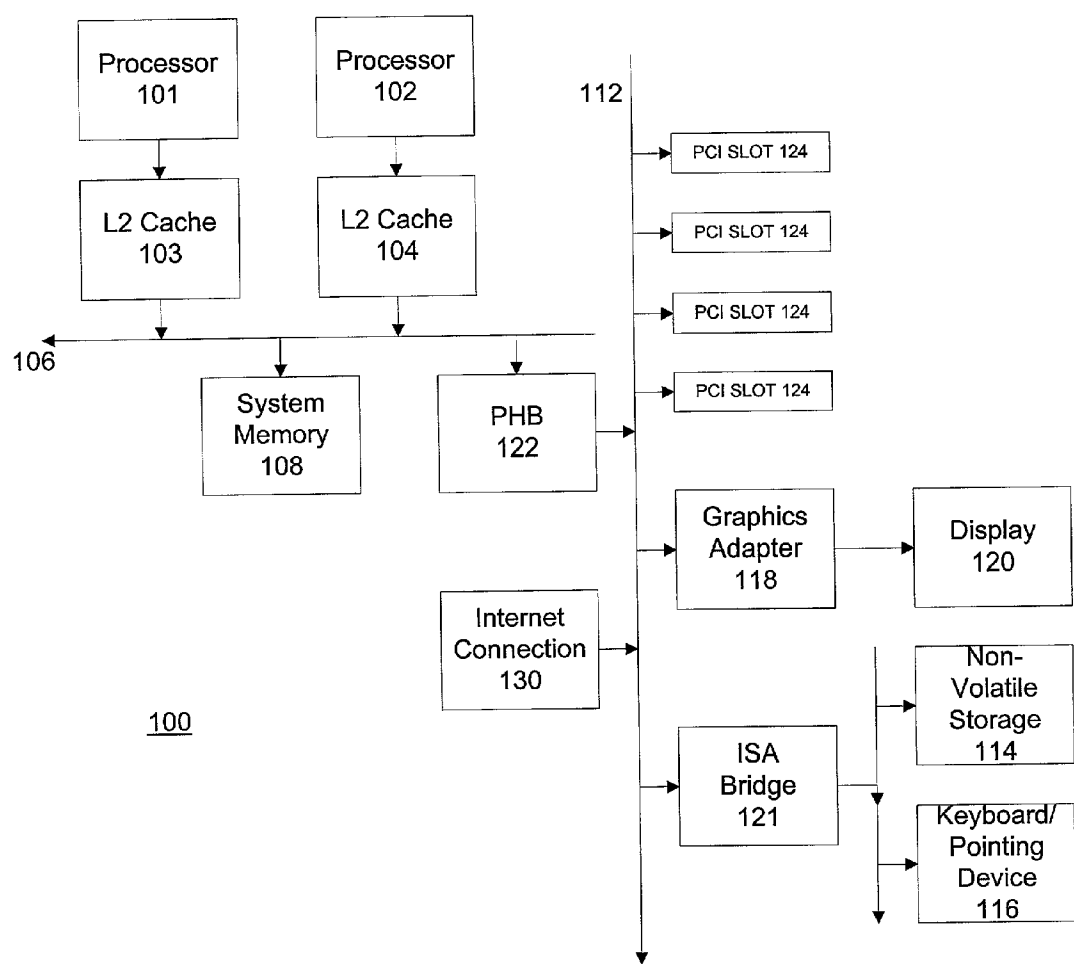 Processor
101
Processor
102
112
PCI SLOT 124
L2 Cache
103
L2 Cache
104
PCI SLOT 124
PCI SLOT 124
106
System
Memory
108
PHB
122
PCI SLOT 124
Graphics
Adapter
118
Display
120
Internet
Connection
130
Non-
Volatile
Storage
114
100
ISA
Bridge
121
Keyboard/
Pointing
Device
116